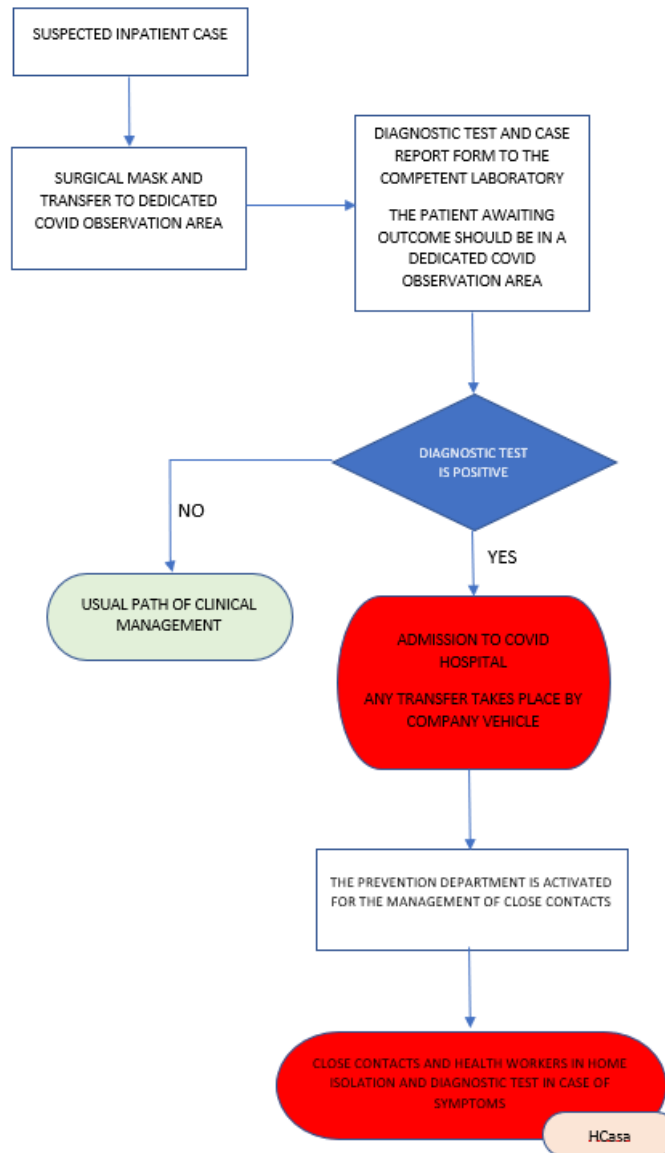 SUSPECTED INPATIENT CASE
SURGICAL MASK AND
TRANSFER TO DEDICATED
COVID OBSERVATION AREA
DIAGNOSTIC TEST AND CASE
REPORT FORM TO THE
COMPETENT LABORATORY
THE PATIENT AWAITING
OUTCOME SHOULD BE IN A
DEDICATED COVID
OBSERVATION AREA
DIAGNOSTIC TEST
IS POSITIVE
NO
YES
USUAL PATH OF CLINICAL
MANAGEMENT
ADMISSION TO COVID
HOSPITAL
ANY TRANSFER TAKES PLACE BY
COMPANY VEHICLE
THE PREVENTION DEPARTMENT IS ACTIVATED
FOR THE MANAGEMENT OF CLOSE CONTACTS
CLOSE CONTACTS AND HEALTH WORKERS IN HOME
ISOLATION AND DIAGNOSTIC TEST IN CASE OF
SYMPTOMS
HCasa